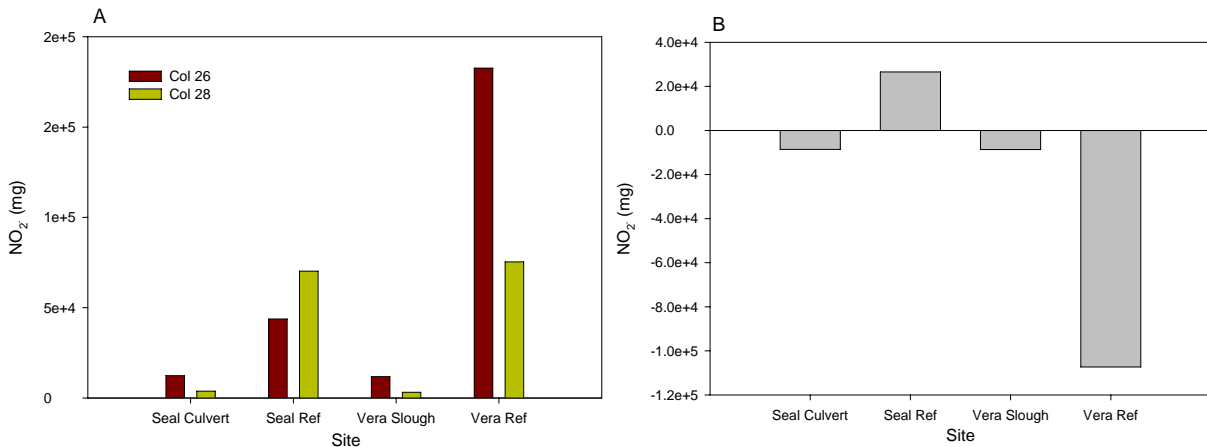 A
2e+5
2e+5
1e+5
5e+4
0
NO2- (mg)
Col 26
Col 28
Seal Culvert Seal Ref Vera Slough Vera Ref
Site
B
4.0e+4
2.0e+4
0.0
-2.0e+4
-4.0e+4
-6.0e+4
-8.0e+4
-1.0e+5
-1.2e+5
NO2- (mg)
Seal Culvert Seal Ref Vera Slough Vera Ref
Site